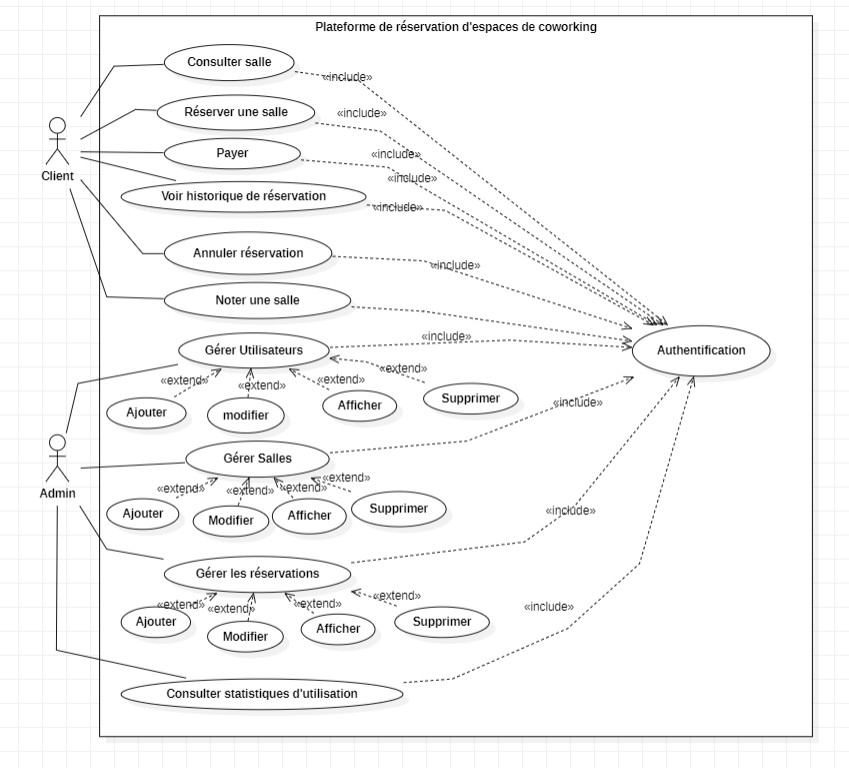 Plateforme de réservation d'espaces de coworking
Consulter salle
«include»
Réserver une salle
«include»
Payer
«include»
Client
«include»
Voir historique de réservation
«include»
Annuler réservation
«include»
Noter une salle
«include»
Gérer Utilisateurs
Authentification
«extend»
«extend»
«extend»
«extend»
Ajouter
modifier
Afficher
Supprimer
«include»
Gérer Salles
Admin
«extend»
«extend»
«extend»
«extend»
Ajouter
Modifier
Afficher
Supprimer
«include»
Gérer les réservations
«extend»
«extend»
«extend»
«extend»
Ajouter
Modifier
Afficher
Supprimer
«include»
Consulter statistiques d'utilisation